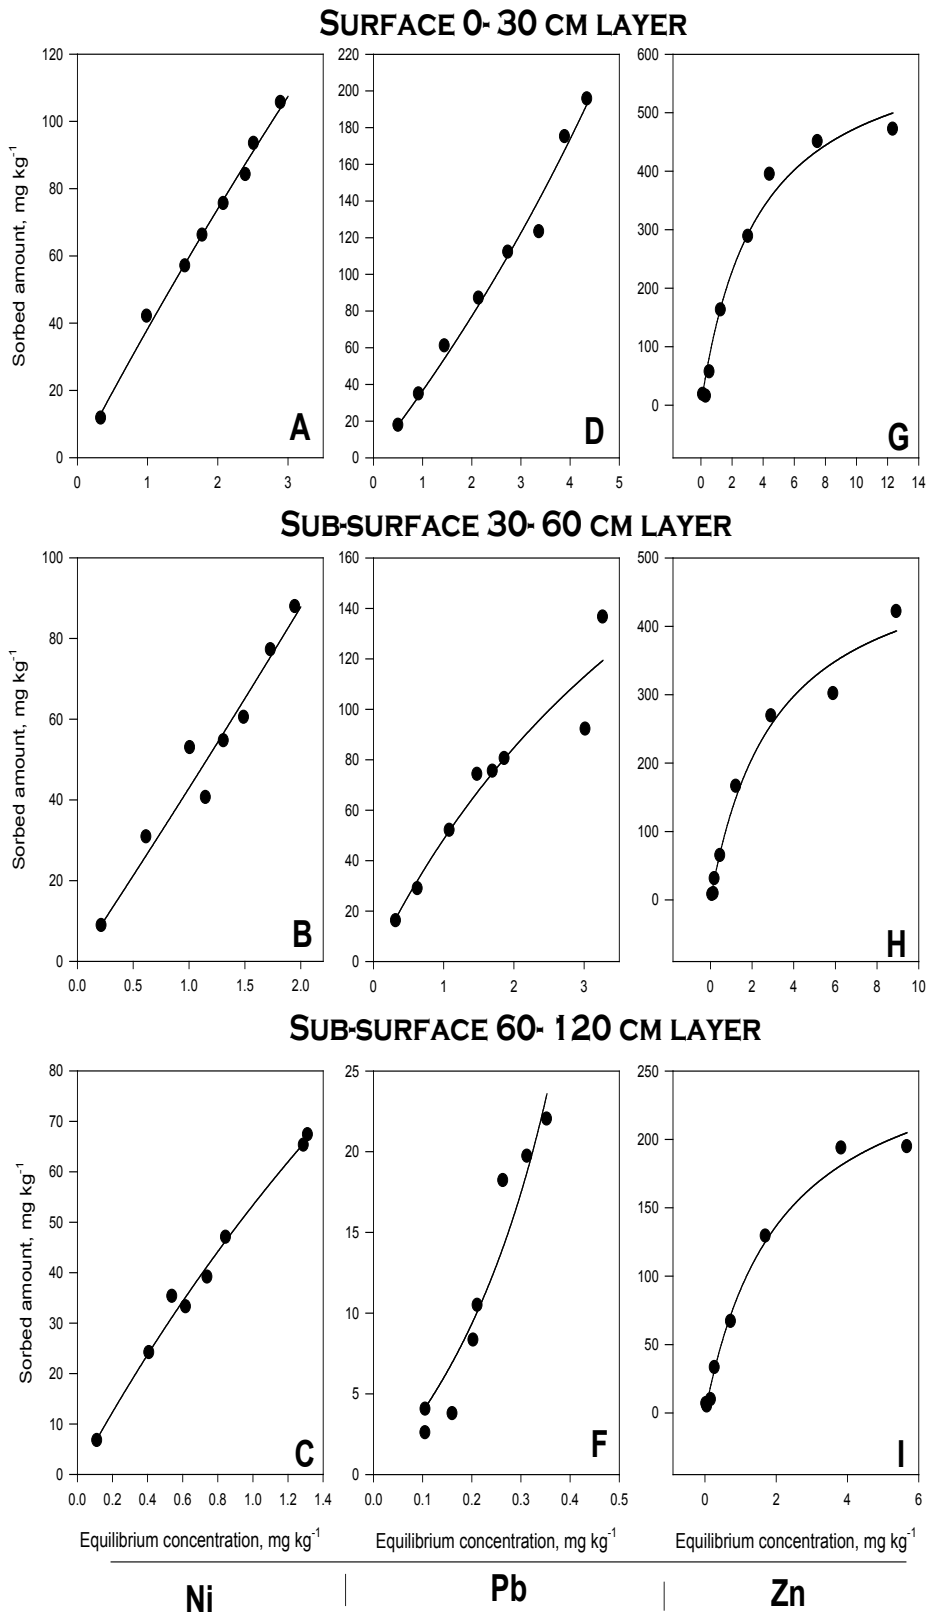 SURFACE 0-30 CM LAYER
120
100
80
60
40
20
0
0 1 2 3
Sorbed amount, mg kg⁻¹
A
220
200
180
160
140
120
100
80
60
40
20
0
0 1 2 3 4 5
D
600
500
400
300
200
100
0
0 2 4 6 8 10 12 14
G
SUB-SURFACE 30-60 CM LAYER
100
80
60
40
20
0
0.0 0.5 1.0 1.5 2.0
Sorbed amount, mg kg⁻¹
B
160
140
120
100
80
60
40
20
0
0 1 2 3
500
400
300
200
100
0
0 2 4 6 8 10
H
SUB-SURFACE 60-120 CM LAYER
80
70
60
50
40
30
20
10
0
0.0 0.2 0.4 0.6 0.8 1.0 1.2 1.4
Sorbed amount, mg kg⁻¹
C
25
20
15
10
5
0
0.0 0.1 0.2 0.3 0.4 0.5
F
250
200
150
100
50
0
0 2 4 6
I
Equilibrium concentration, mg kg⁻¹
Equilibrium concentration, mg kg⁻¹
Equilibrium concentration, mg kg⁻¹
Ni
Pb
Zn